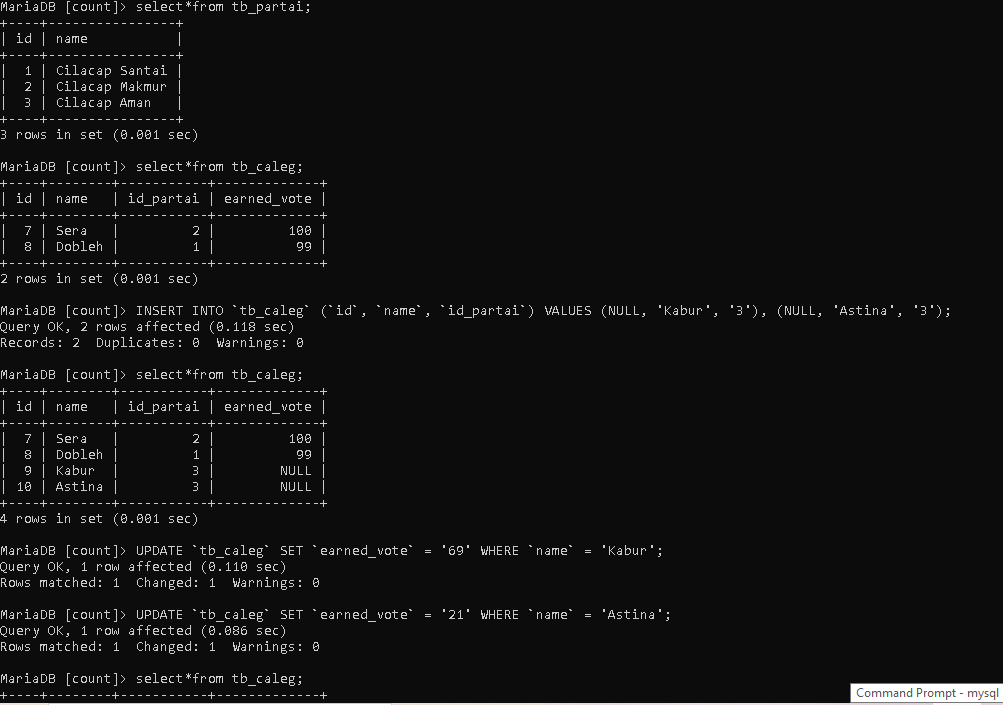 MariaDB [count]> select*from tb_partai;
+----+----------------+
| id | name           |
+----+----------------+
|  1 | Cilacap Santai |
|  2 | Cilacap Makmur |
|  3 | Cilacap Aman   |
+----+----------------+
3 rows in set (0.001 sec)
MariaDB [count]> select*from tb_caleg;
+----+--------+-----------+-------------+
| id | name   | id_partai | earned_vote |
+----+--------+-----------+-------------+
|  7 | Sera   |         2 |         100 |
|  8 | Dobleh |         1 |          99 |
+----+--------+-----------+-------------+
2 rows in set (0.001 sec)
MariaDB [count]> INSERT INTO `tb_caleg` (`id`, `name`, `id_partai`) VALUES (NULL, 'Kabur', '3'), (NULL, 'Astina', '3');
Query OK, 2 rows affected (0.118 sec)
Records: 2  Duplicates: 0  Warnings: 0
MariaDB [count]> select*from tb_caleg;
+----+--------+-----------+-------------+
| id | name   | id_partai | earned_vote |
+----+--------+-----------+-------------+
|  7 | Sera   |         2 |         100 |
|  8 | Dobleh |         1 |          99 |
|  9 | Kabur  |         3 |        NULL |
| 10 | Astina |         3 |        NULL |
+----+--------+-----------+-------------+
4 rows in set (0.001 sec)
MariaDB [count]> UPDATE `tb_caleg` SET `earned_vote` = '69' WHERE `name` = 'Kabur';
Query OK, 1 row affected (0.110 sec)
Rows matched: 1  Changed: 1  Warnings: 0
MariaDB [count]> UPDATE `tb_caleg` SET `earned_vote` = '21' WHERE `name` = 'Astina';
Query OK, 1 row affected (0.086 sec)
Rows matched: 1  Changed: 1  Warnings: 0
MariaDB [count]> select*from tb_caleg;
+----+--------+-----------+-------------+
Command Prompt - mysql